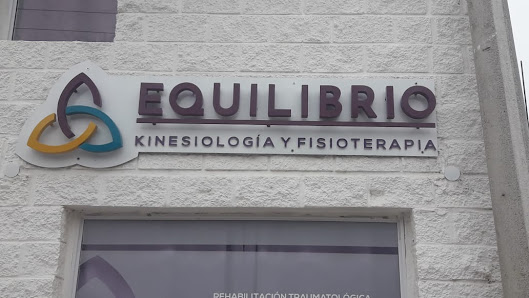 EQUILIBRIO
KINESIOLOGÍA Y FISIOTERAPIA
REHABILITACIÓN TRAUMATOLÓGICA